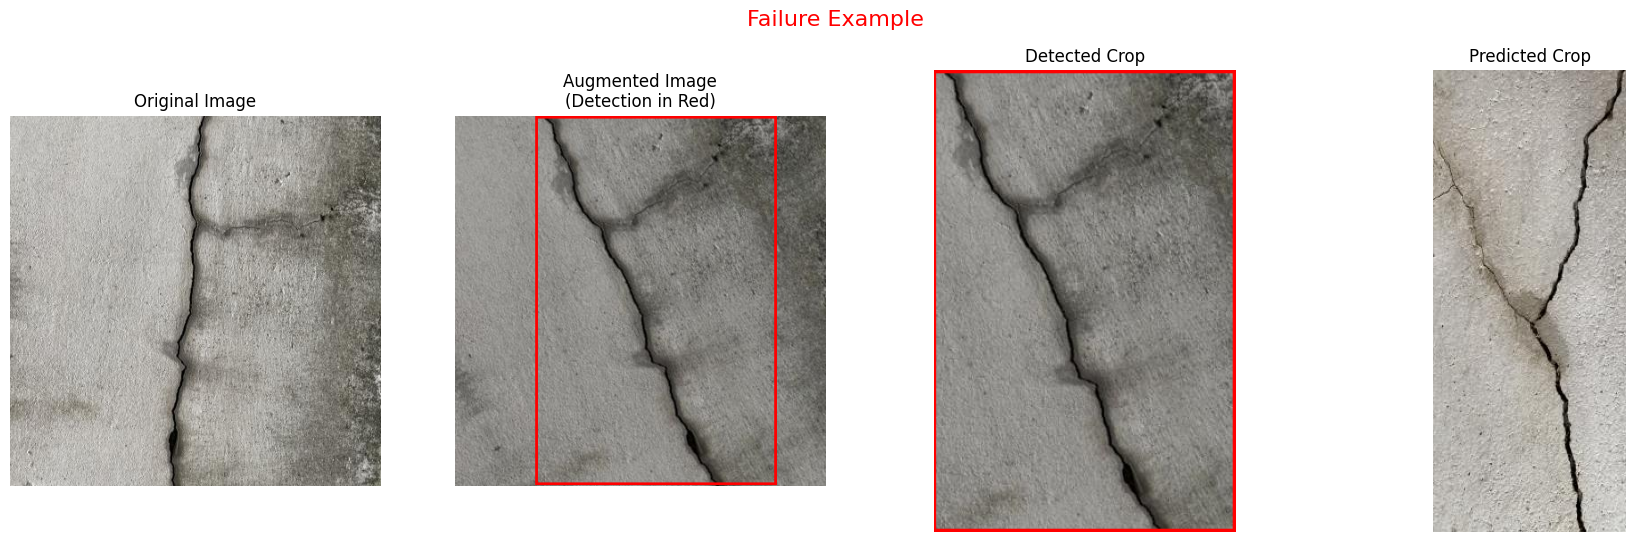 Failure Example
Original Image
Augmented Image
(Detection in Red)
Detected Crop
Predicted Crop